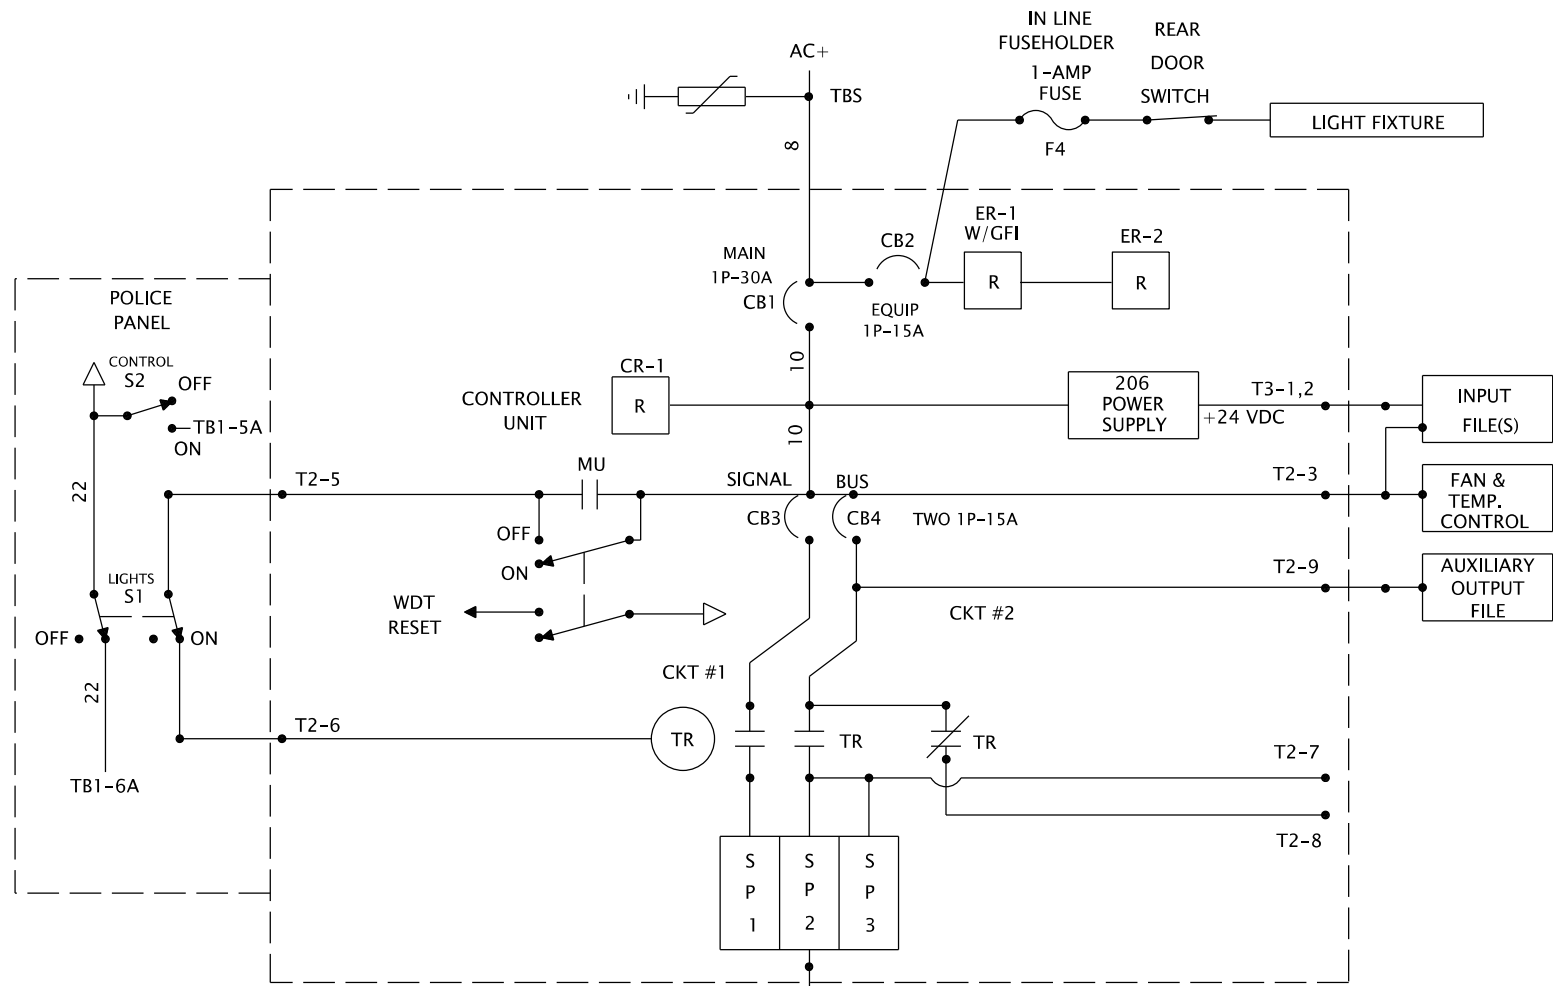 AC+
TBS
8
IN LINE
FUSEHOLDER
1-AMP
FUSE
F4
REAR
DOOR
SWITCH
LIGHT FIXTURE
MAIN
1P-30A
CB1
CB2
EQUIP
1P-15A
ER-1
W/GFI
R
ER-2
R
POLICE
PANEL
CONTROL
S2
OFF
TB1-5A
ON
22
LIGHTS
S1
OFF
ON
22
TB1-6A
10
CR-1
R
CONTROLLER
UNIT
206
POWER
SUPPLY
T3-1,2
+24 VDC
INPUT
FILE(S)
10
T2-5
MU
SIGNAL
BUS
CB3
CB4
TWO 1P-15A
T2-3
FAN &
TEMP.
CONTROL
OFF
ON
WDT
RESET
T2-9
AUXILIARY
OUTPUT
FILE
CKT #2
CKT #1
T2-6
TR
TR
TR
T2-7
T2-8
S
P
1
S
P
2
S
P
3